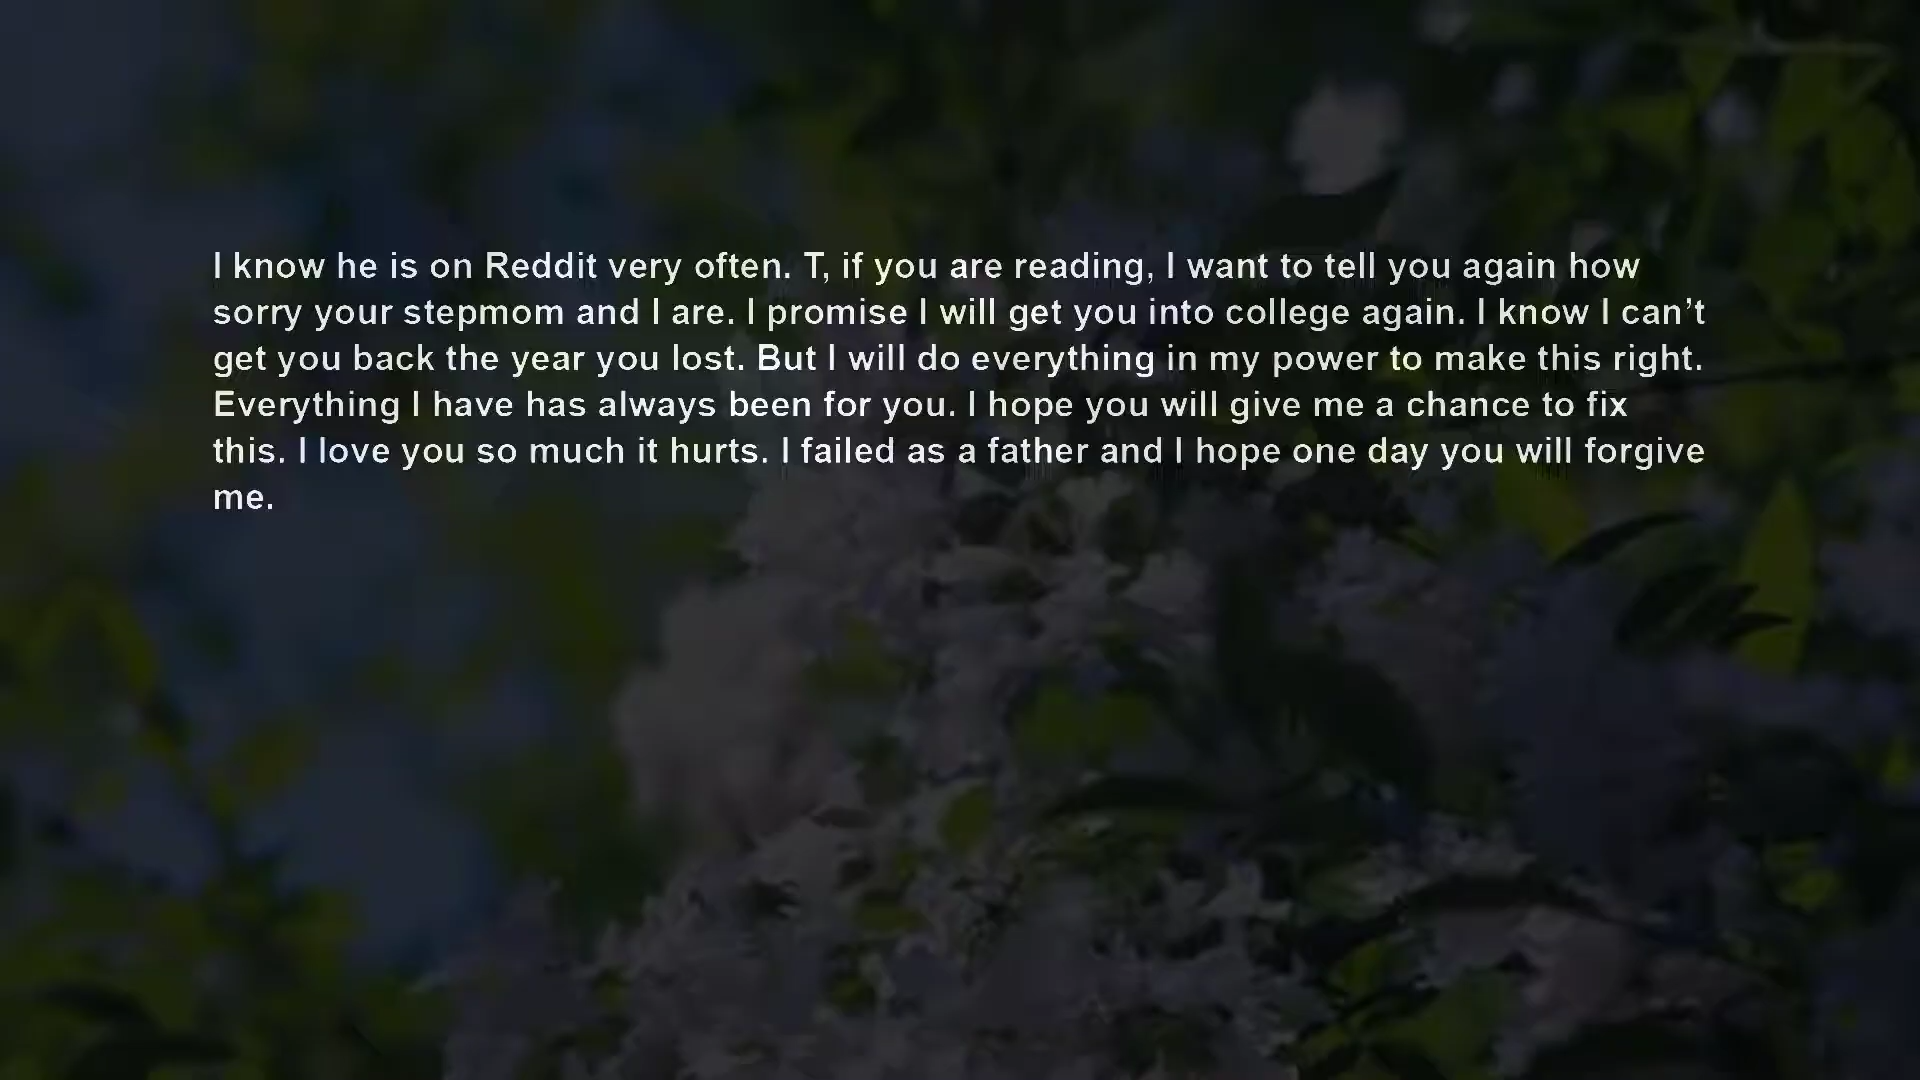 I know he is on Reddit very often. T, if you are reading, I want to tell you again how
sorry your stepmom and I are. I promise I will get you into college again. I know I can’t
get you back the year you lost. But I will do everything in my power to make this right.
Everything I have has always been for you. I hope you will give me a chance to fix
this. I love you so much it hurts. I failed as a father and I hope one day you will forgive
me.